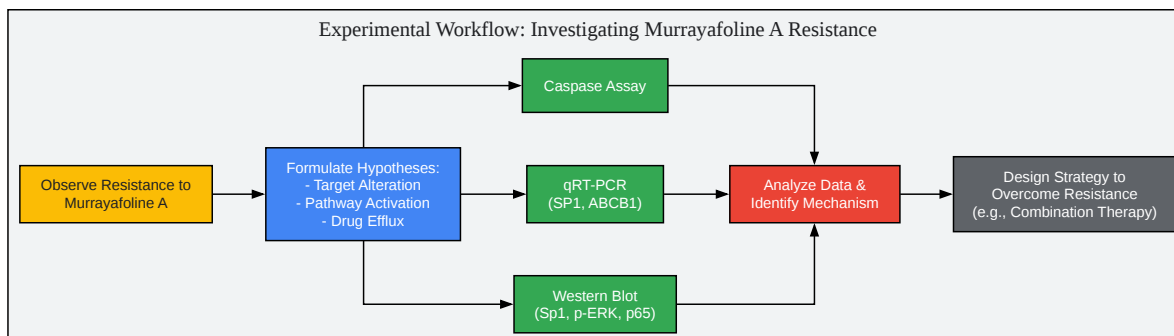 Experimental Workflow: Investigating Murrayafoline A Resistance
Observe Resistance to
Murrayafoline A
Formulate Hypotheses:
- Target Alteration
- Pathway Activation
- Drug Efflux
Caspase Assay
qRT-PCR
(SP1, ABCB1)
Western Blot
(Sp1, p-ERK, p65)
Analyze Data &
Identify Mechanism
Design Strategy to
Overcome Resistance
(e.g., Combination Therapy)